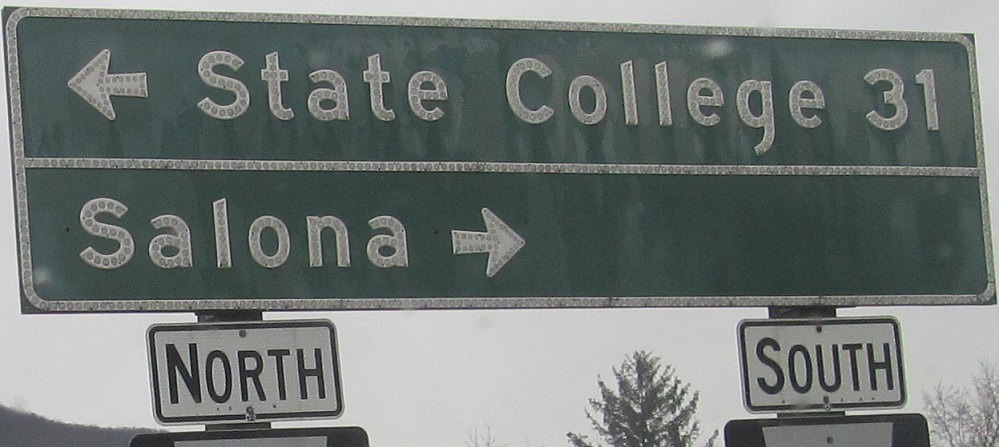 State College 31
Salona
NORTH
SOUTH